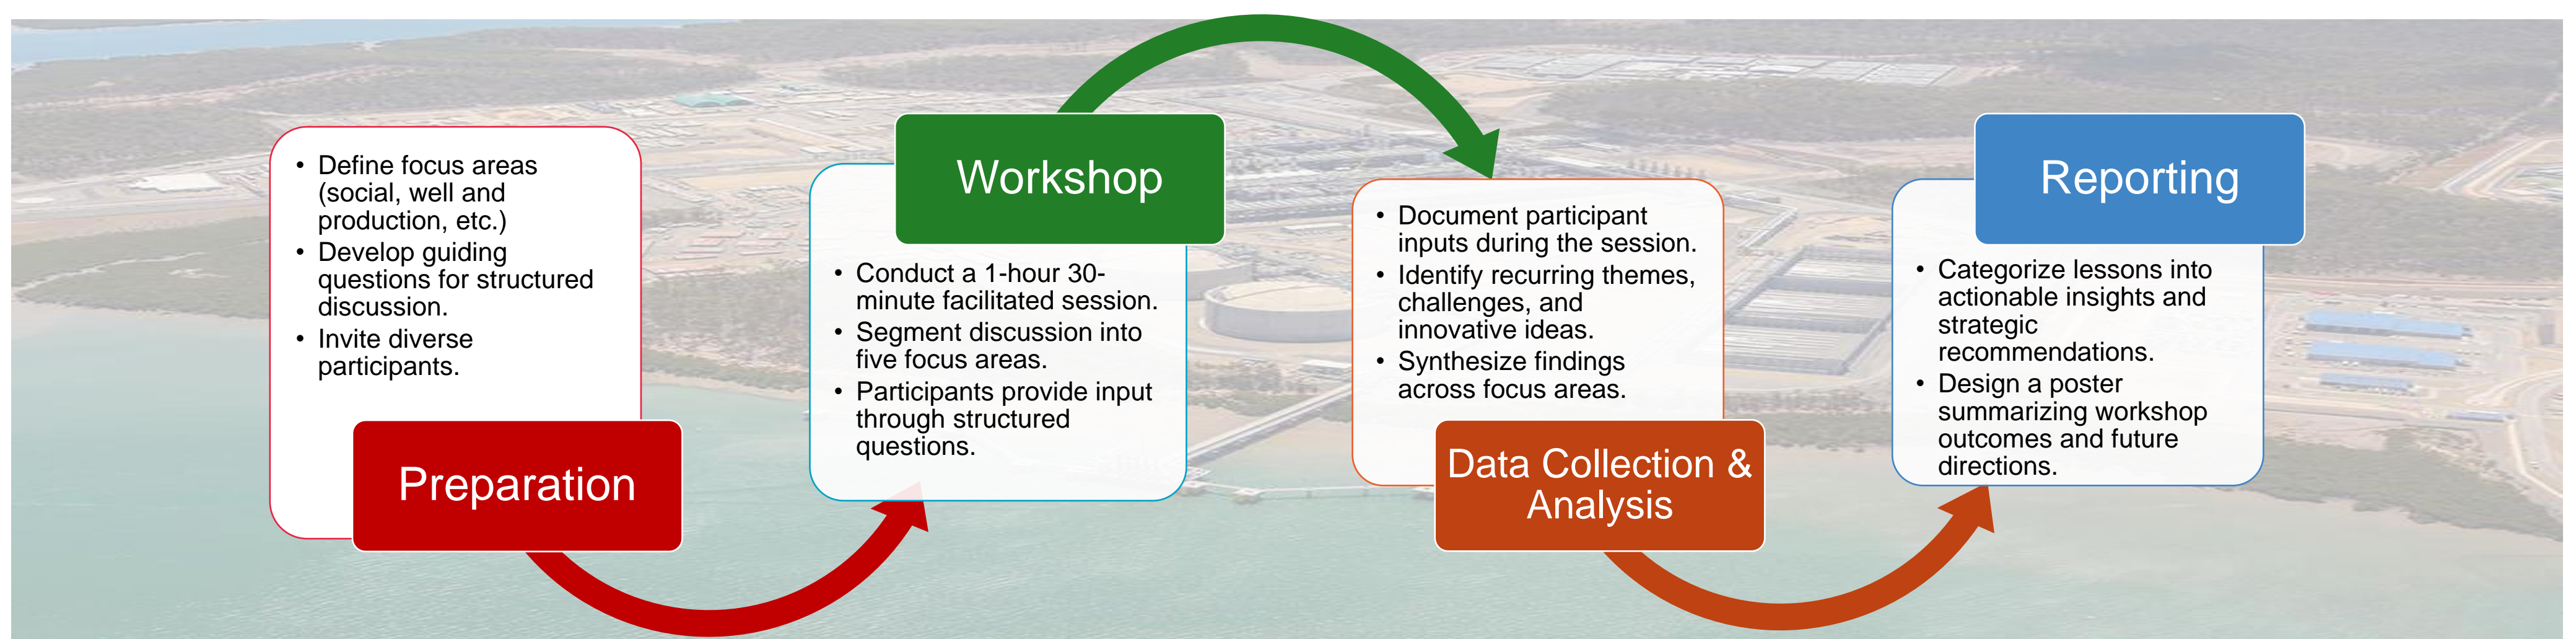 • Define focus areas
(social, well and
production, etc.)
• Develop guiding
questions for structured
discussion.
• Invite diverse
participants.
Preparation
Workshop
• Conduct a 1-hour 30-
minute facilitated session.
• Segment discussion into
five focus areas.
• Participants provide input
through structured
questions.
• Document participant
inputs during the session.
• Identify recurring themes,
challenges, and
innovative ideas.
• Synthesize findings
across focus areas.
Data Collection &
Analysis
Reporting
• Categorize lessons into
actionable insights and
strategic
recommendations.
• Design a poster
summarizing workshop
outcomes and future
directions.